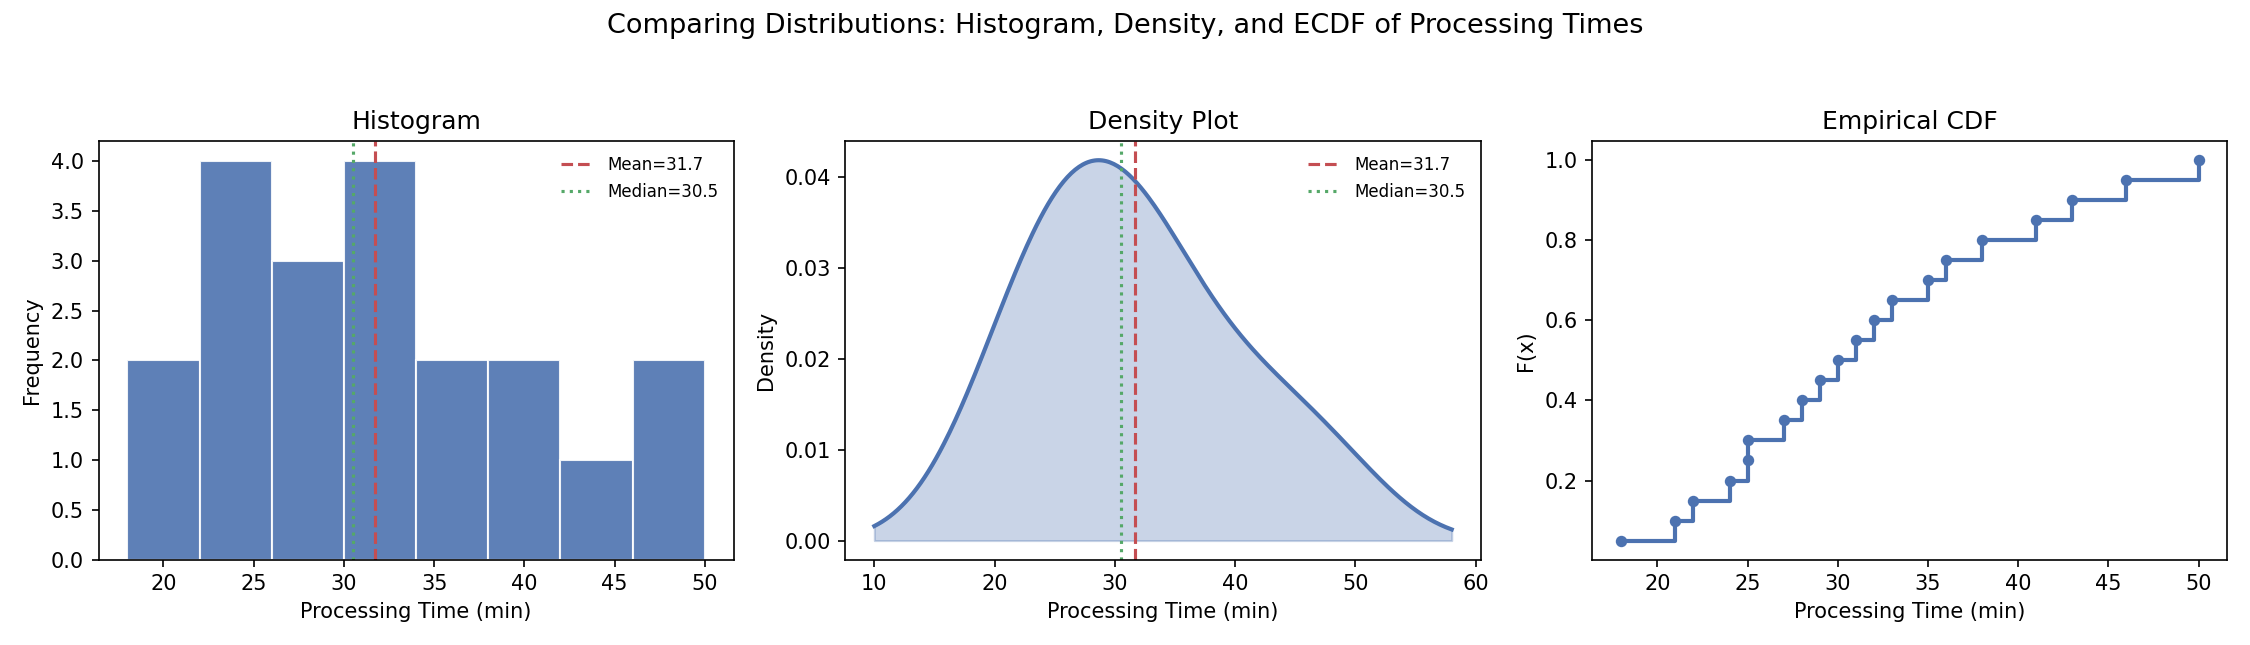 Comparing Distributions: Histogram, Density, and ECDF of Processing Times
Histogram
Frequency
4.0
3.5
3.0
2.5
2.0
1.5
1.0
0.5
0.0
Mean=31.7
Median=30.5
20 25 30 35 40 45 50
Processing Time (min)
Density Plot
Density
0.04
0.03
0.02
0.01
0.00
Mean=31.7
Median=30.5
10 20 30 40 50 60
Processing Time (min)
Empirical CDF
F(x)
1.0
0.8
0.6
0.4
0.2
20 25 30 35 40 45 50
Processing Time (min)